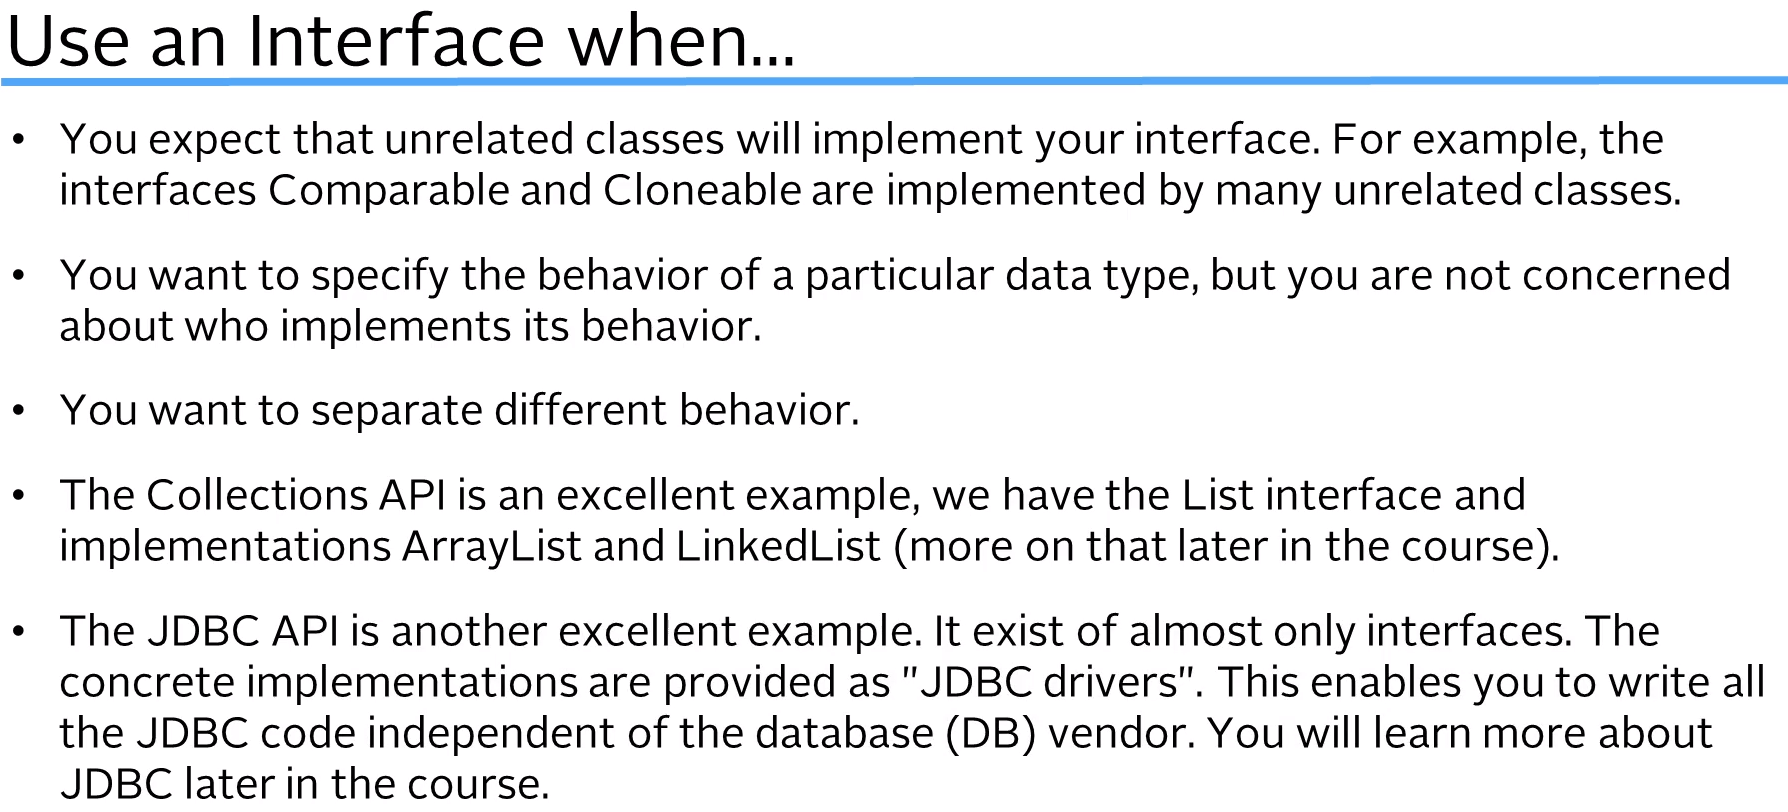 Use an Interface when...
• You expect that unrelated classes will implement your interface. For example, the
interfaces Comparable and Cloneable are implemented by many unrelated classes.
• You want to specify the behavior of a particular data type, but you are not concerned
about who implements its behavior.
• You want to separate different behavior.
• The Collections API is an excellent example, we have the List interface and
implementations ArrayList and LinkedList (more on that later in the course).
• The JDBC API is another excellent example. It exist of almost only interfaces. The
concrete implementations are provided as "JDBC drivers". This enables you to write all
the JDBC code independent of the database (DB) vendor. You will learn more about
JDBC later in the course.